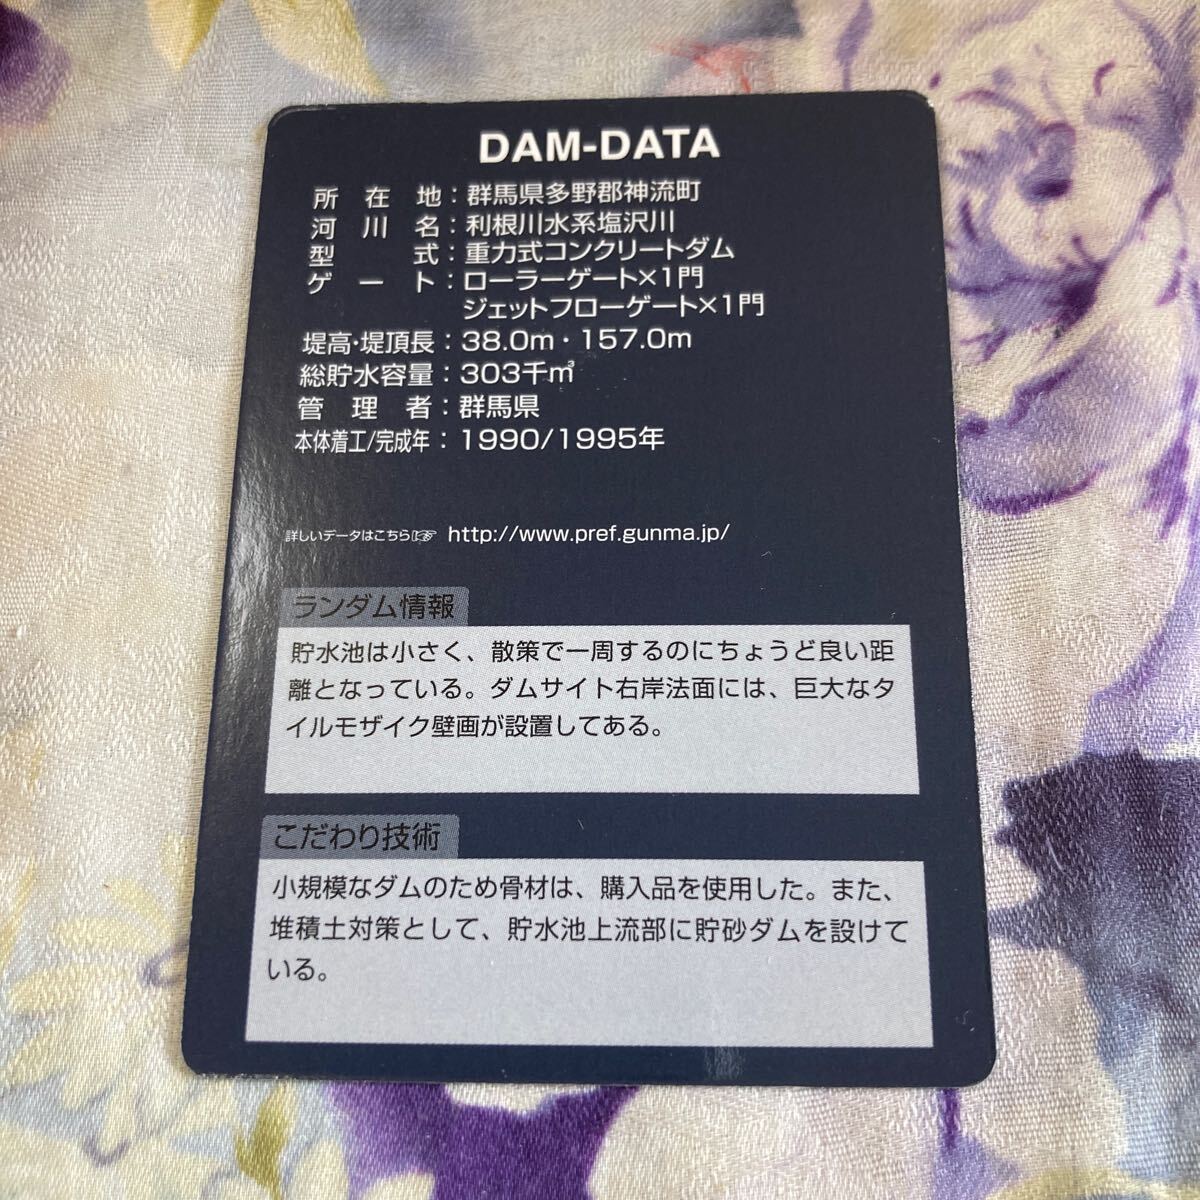 DAM-DATA
所在地：群馬県多野郡神流町
河川名：利根川水系塩沢川
型式：重力式コンクリートダム
ゲート：ローラーゲート×1門
ジェットフローゲート×1門
堤高・堤頂長：38.0m・157.0m
総貯水容量：303千㎥
管理者：群馬県
本体着工/完成年：1990/1995年
詳しいデータはこちら☞ http://www.pref.gunma.jp/
ランダム情報
貯水池は小さく、散策で一周するのにちょうど良い距
離となっている。ダムサイト右岸法面には、巨大なタ
イルモザイク壁画が設置してある。
こだわり技術
小規模なダムのため骨材は、購入品を使用した。また、
堆積土対策として、貯水池上流部に貯砂ダムを設けて
いる。